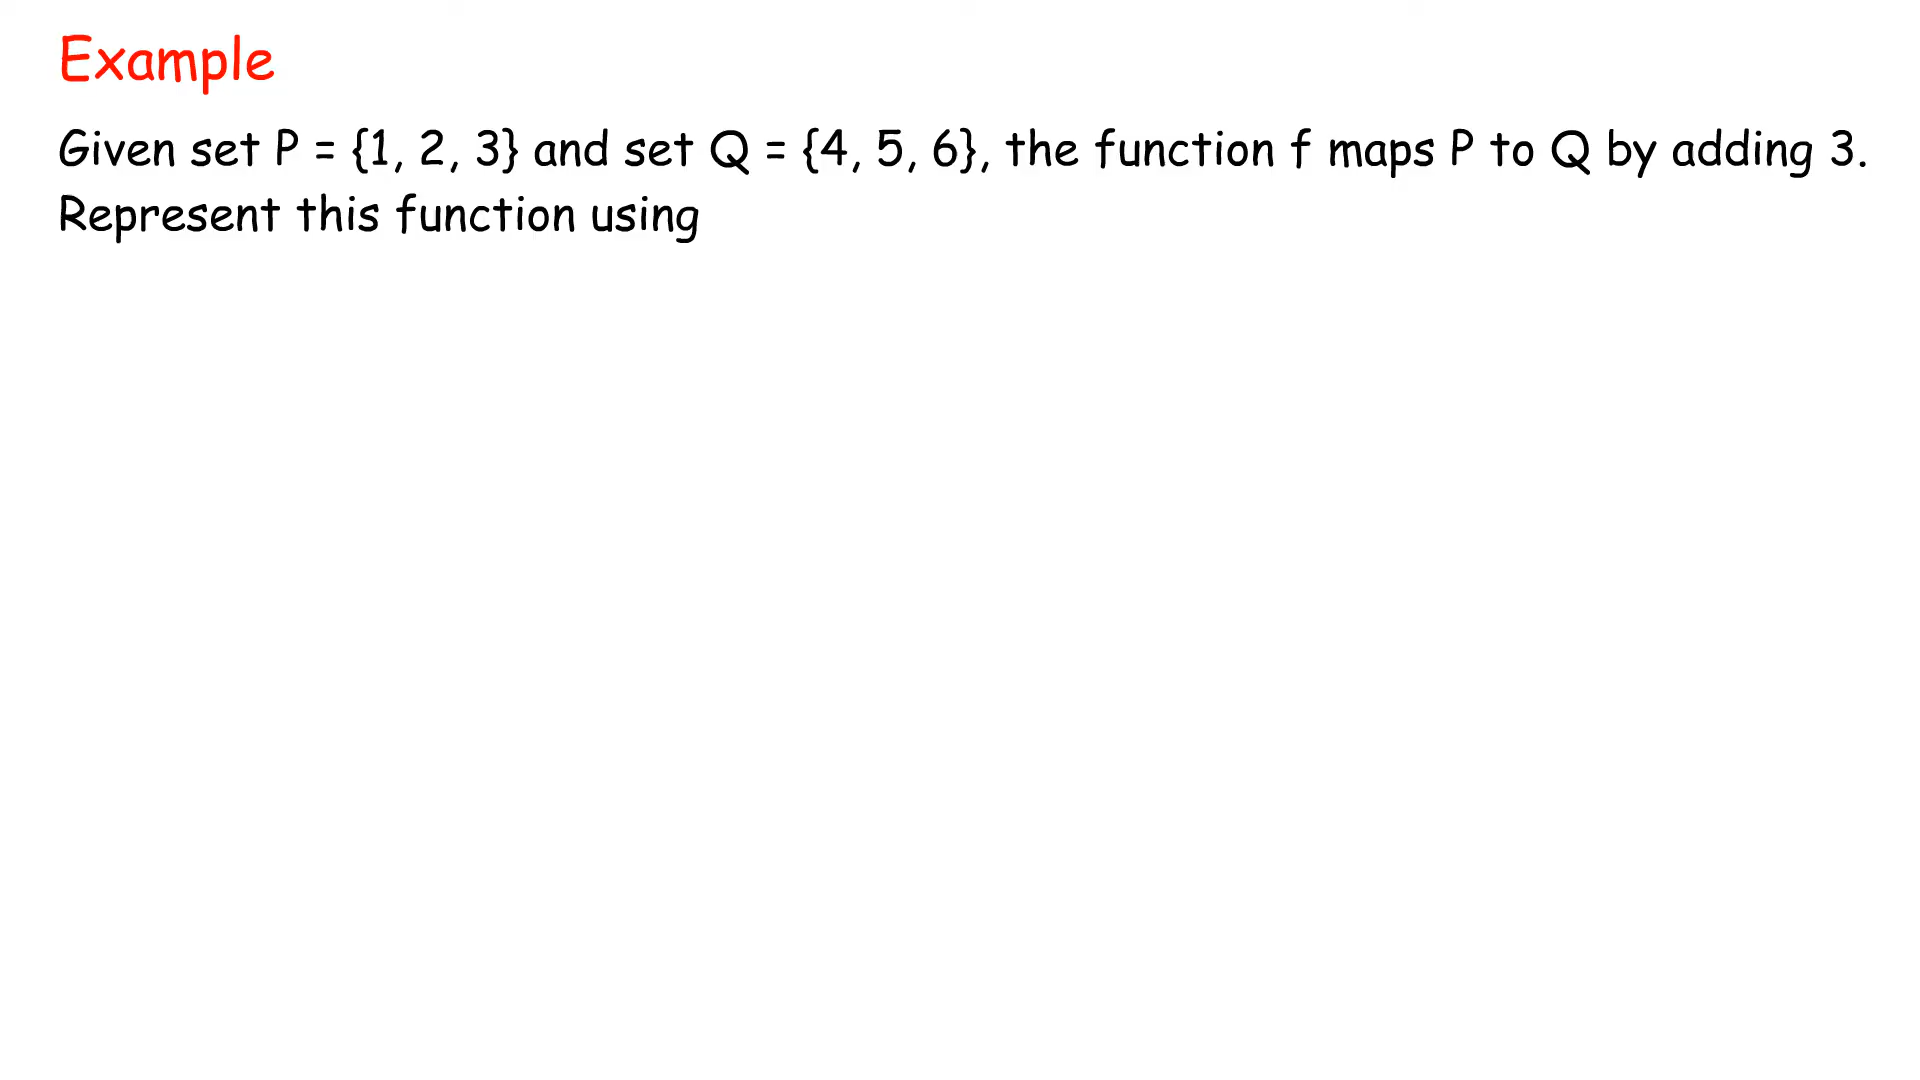 Example
Given set P = {1, 2, 3} and set Q = {4, 5, 6}, the function f maps P to Q by adding 3.
Represent this function using